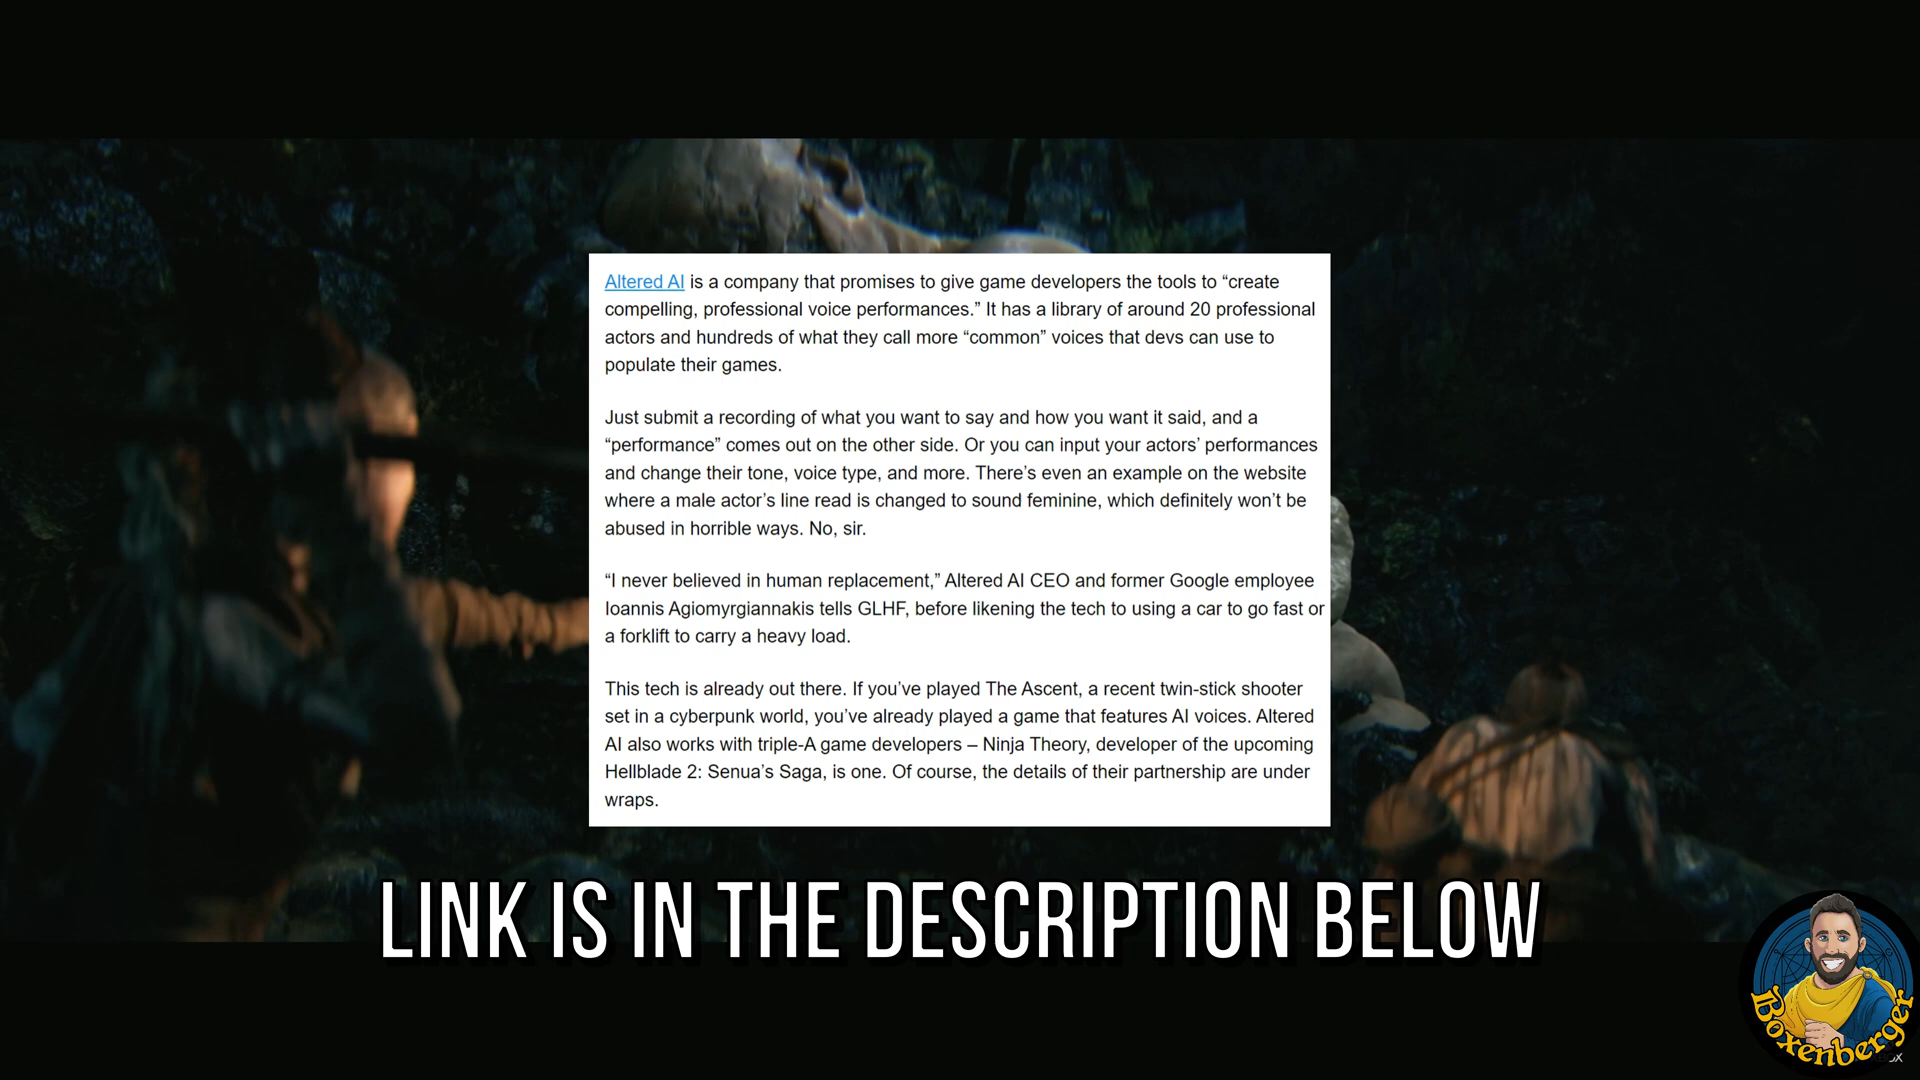 Altered AI is a company that promises to give game developers the tools to “create
compelling, professional voice performances.” It has a library of around 20 professional
actors and hundreds of what they call more “common” voices that devs can use to
populate their games.
Just submit a recording of what you want to say and how you want it said, and a
“performance” comes out on the other side. Or you can input your actors’ performances
and change their tone, voice type, and more. There’s even an example on the website
where a male actor’s line read is changed to sound feminine, which definitely won’t be
abused in horrible ways. No, sir.
“I never believed in human replacement,” Altered AI CEO and former Google employee
Ioannis Agiomyrgiannakis tells GLHF, before likening the tech to using a car to go fast or
a forklift to carry a heavy load.
This tech is already out there. If you’ve played The Ascent, a recent twin-stick shooter
set in a cyberpunk world, you’ve already played a game that features AI voices. Altered
AI also works with triple-A game developers – Ninja Theory, developer of the upcoming
Hellblade 2: Senua’s Saga, is one. Of course, the details of their partnership are under
wraps.
LINK IS IN THE DESCRIPTION BELOW
Boxenberger